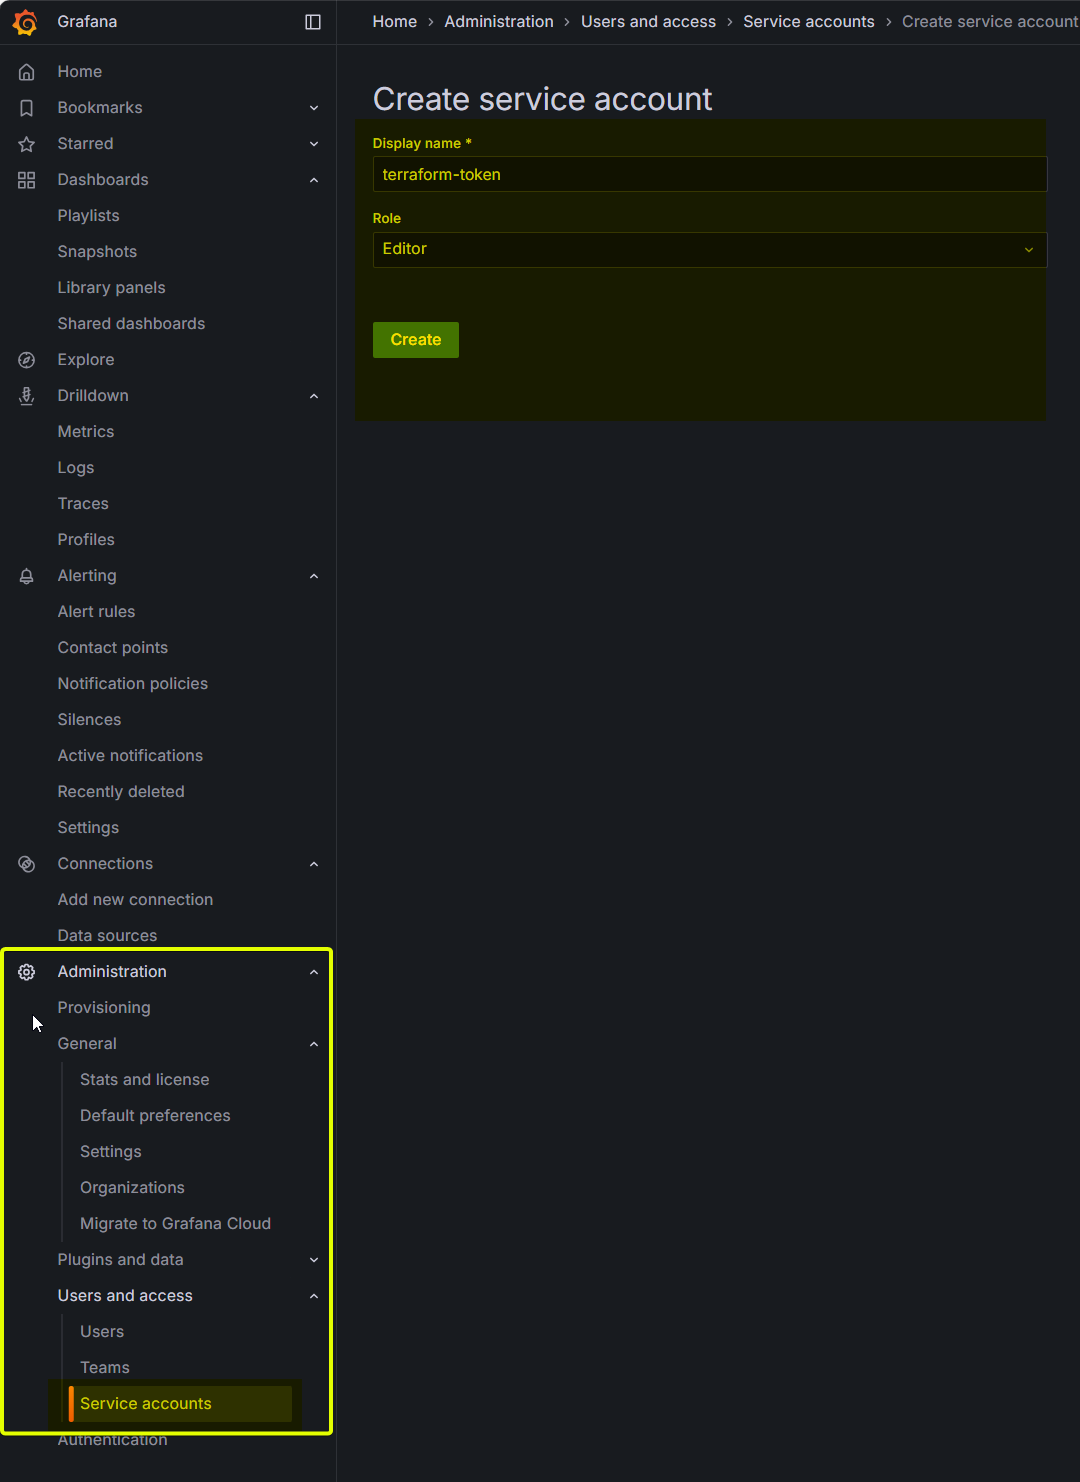 Grafana
Home › Administration › Users and access › Service accounts › Create service account
Home
Bookmarks
Starred
Dashboards
Playlists
Snapshots
Library panels
Shared dashboards
Explore
Drilldown
Metrics
Logs
Traces
Profiles
Alerting
Alert rules
Contact points
Notification policies
Silences
Active notifications
Recently deleted
Settings
Connections
Add new connection
Data sources
Administration
Provisioning
General
Stats and license
Default preferences
Settings
Organizations
Migrate to Grafana Cloud
Plugins and data
Users and access
Users
Teams
Service accounts
Authentication
Create service account
Display name *
terraform-token
Role
Editor
Create